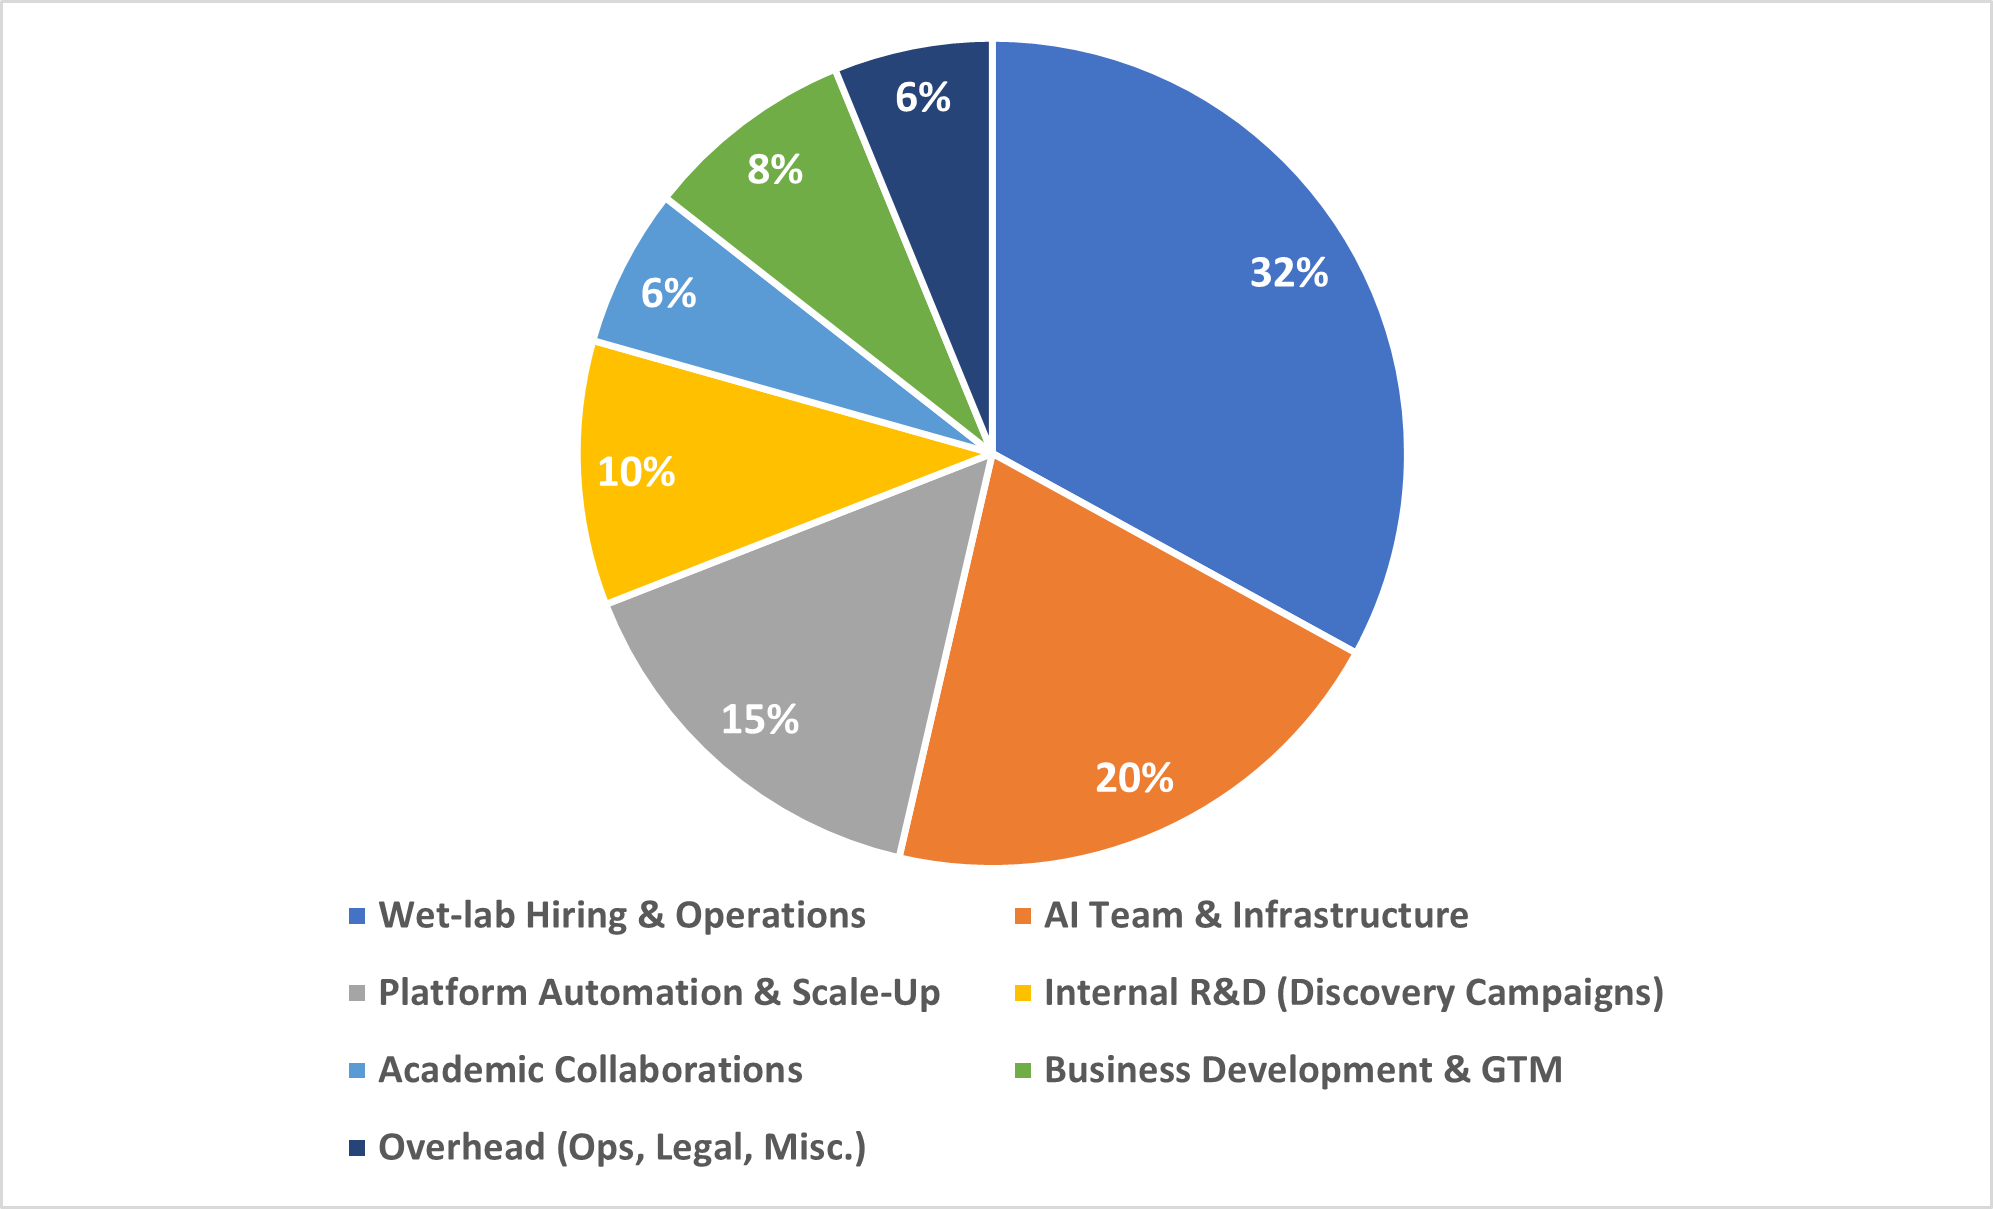 6%
8%
32%
6%
10%
15%
20%
Wet-lab Hiring & Operations
AI Team & Infrastructure
Platform Automation & Scale-Up
Internal R&D (Discovery Campaigns)
Academic Collaborations
Business Development & GTM
Overhead (Ops, Legal, Misc.)